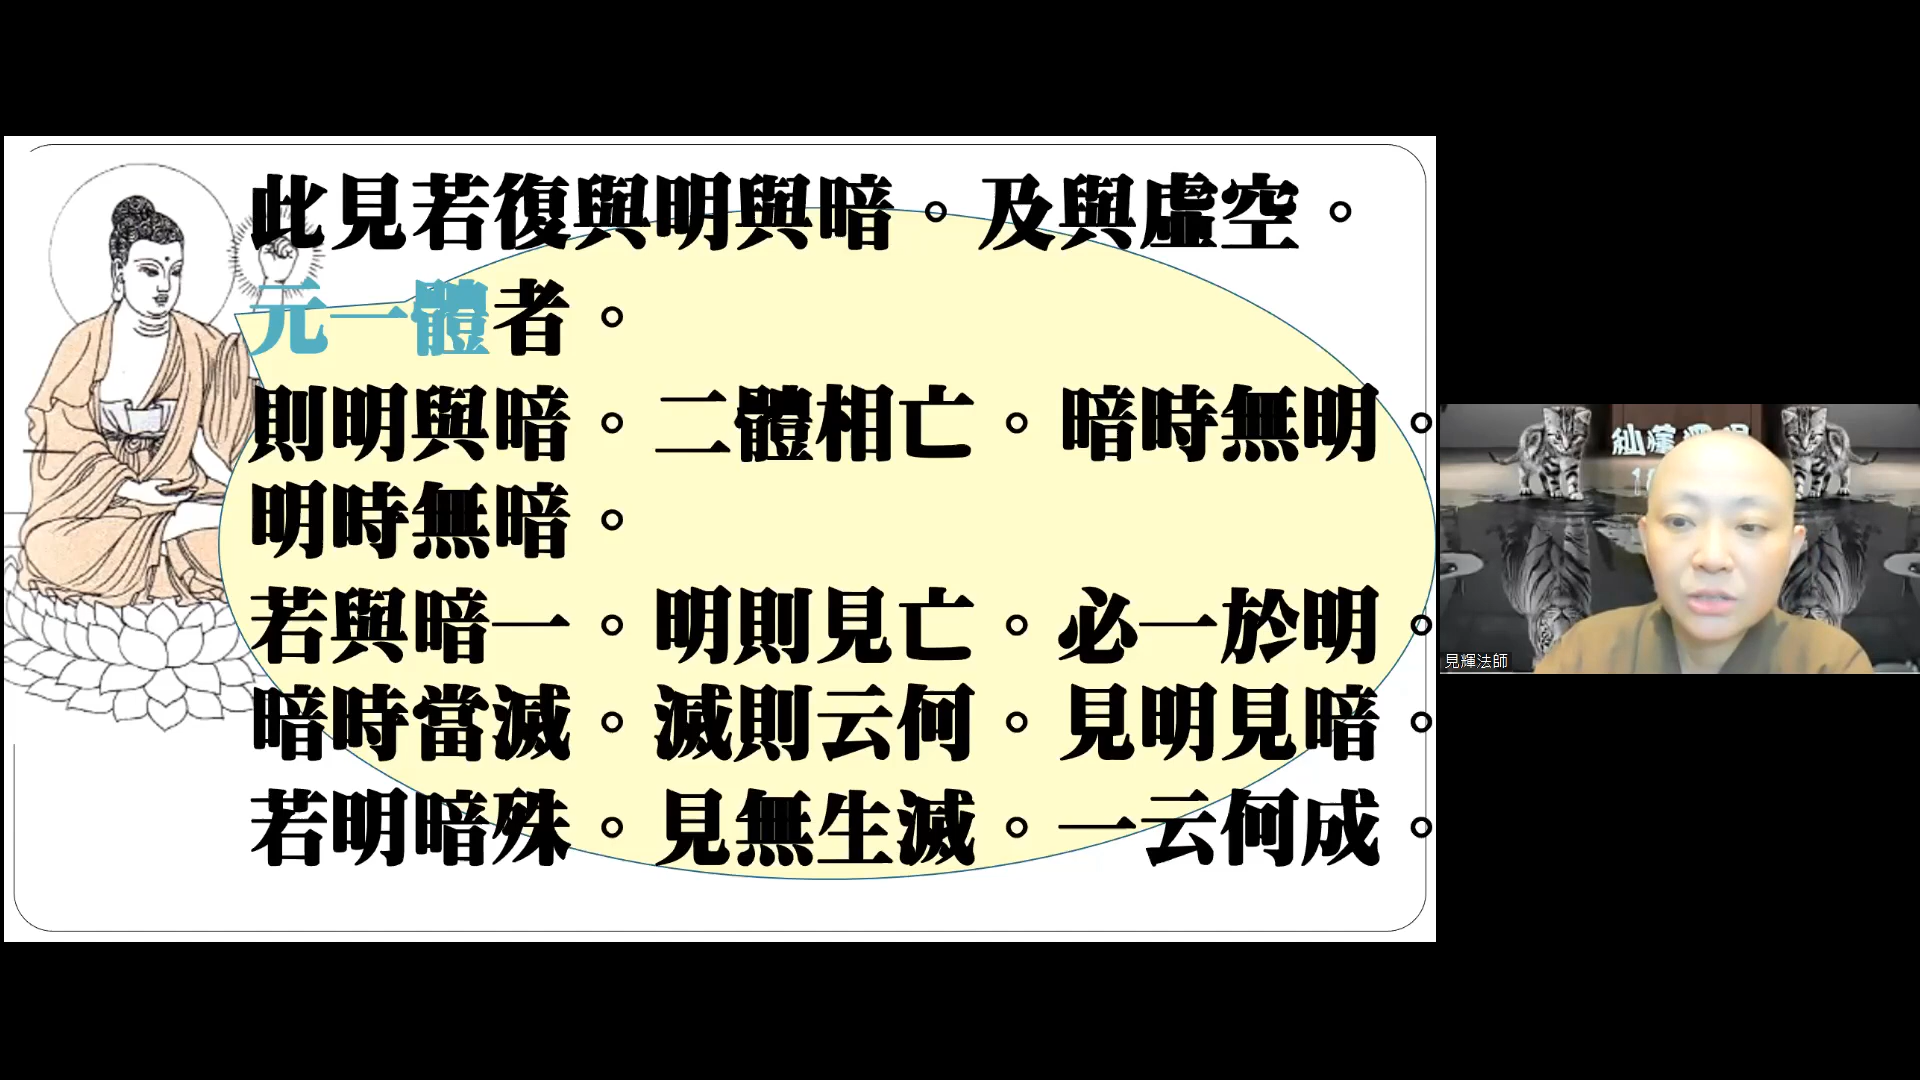 此見若復與明與暗。及與虛空。
元一體者。
則明與暗。二體相亡。暗時無明。
明時無暗。
若與暗一。明則見亡。必一於明。
暗時當滅。滅則云何。見明見暗。
若明暗殊。見無生滅。一云何成。
見輝法師